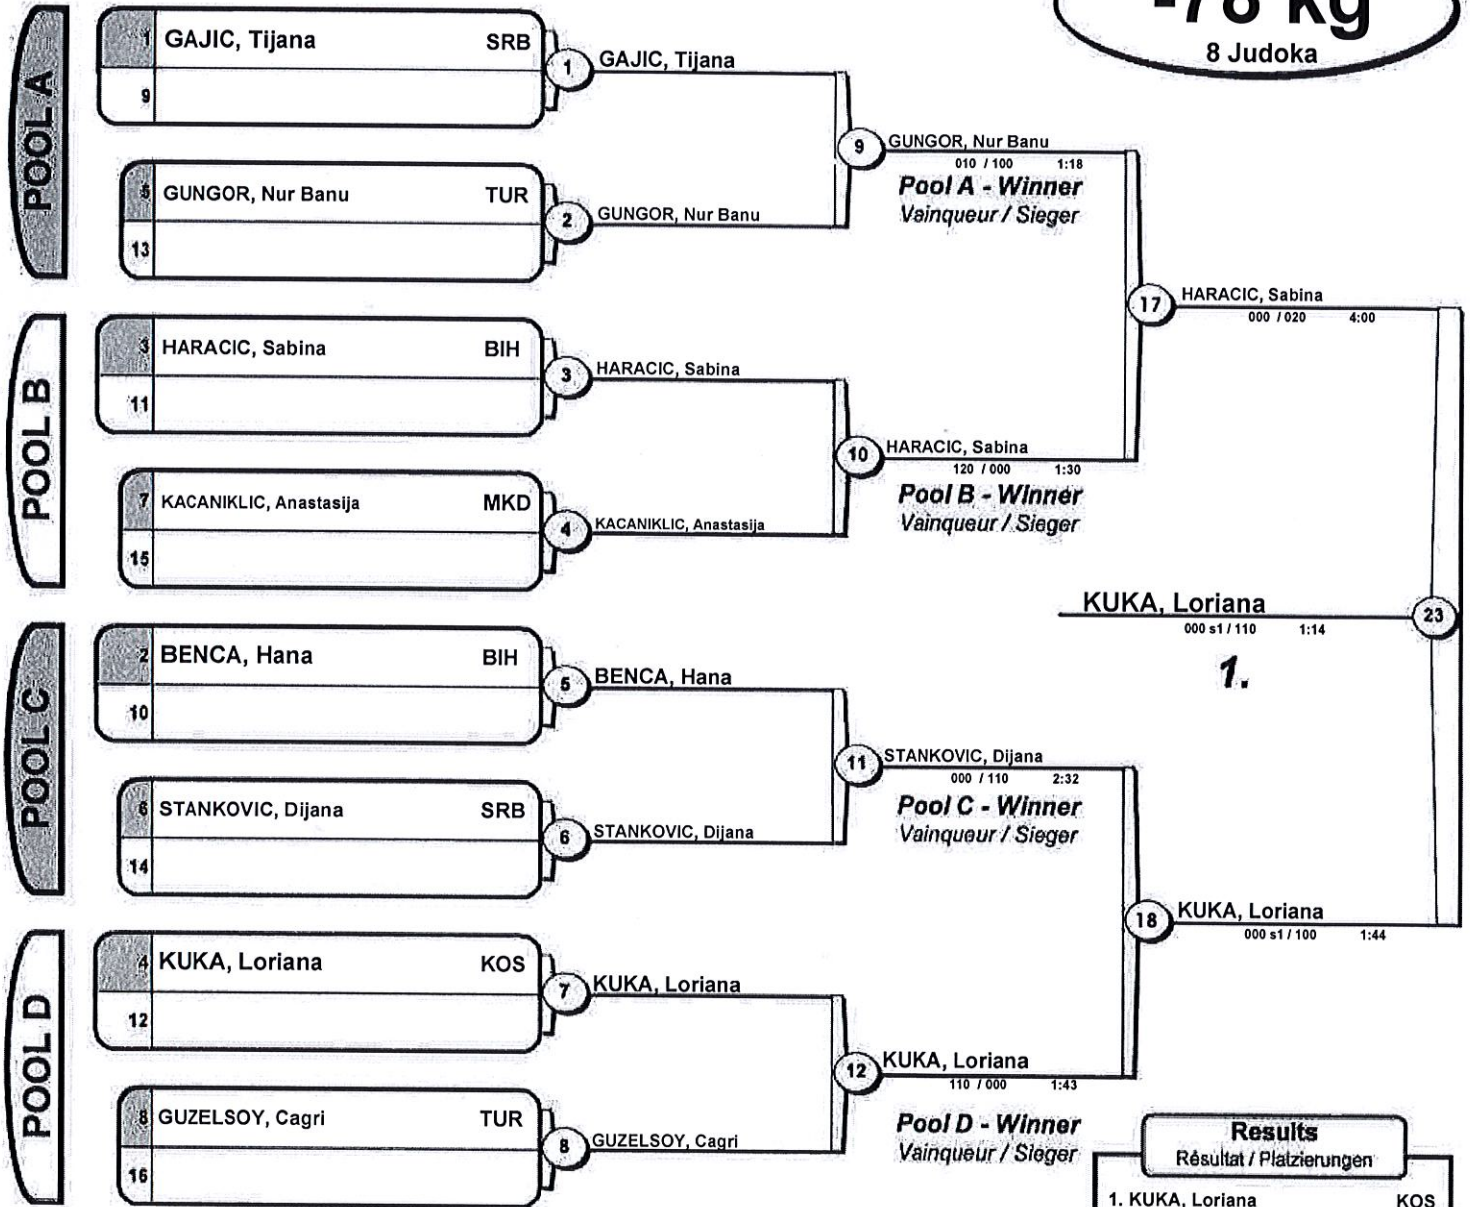 -78 kg
8 Judoka
POOL A
1 GAJIC, Tijana SRB
9
5 GUNGOR, Nur Banu TUR
13
1 GAJIC, Tijana
2 GUNGOR, Nur Banu
9 GUNGOR, Nur Banu
010 / 100 1:18
Pool A - Winner
Vainqueur / Sieger
POOL B
3 HARACIC, Sabina BIH
11
7 KACANIKLIC, Anastasija MKD
15
3 HARACIC, Sabina
4 KACANIKLIC, Anastasija
10 HARACIC, Sabina
120 / 000 1:30
Pool B - Winner
Vainqueur / Sieger
17 HARACIC, Sabina
000 / 020 4:00
KUKA, Loriana 23
000 s1 / 110 1:14
1.
POOL C
2 BENCA, Hana BIH
10
6 STANKOVIC, Dijana SRB
14
5 BENCA, Hana
6 STANKOVIC, Dijana
11 STANKOVIC, Dijana
000 / 110 2:32
Pool C - Winner
Vainqueur / Sieger
18 KUKA, Loriana
000 s1 / 100 1:44
POOL D
4 KUKA, Loriana KOS
12
8 GUZELSOY, Cagri TUR
16
7 KUKA, Loriana
8 GUZELSOY, Cagri
12 KUKA, Loriana
110 / 000 1:43
Pool D - Winner
Vainqueur / Sieger
Results
Résultat / Platzierungen
1. KUKA, Loriana KOS